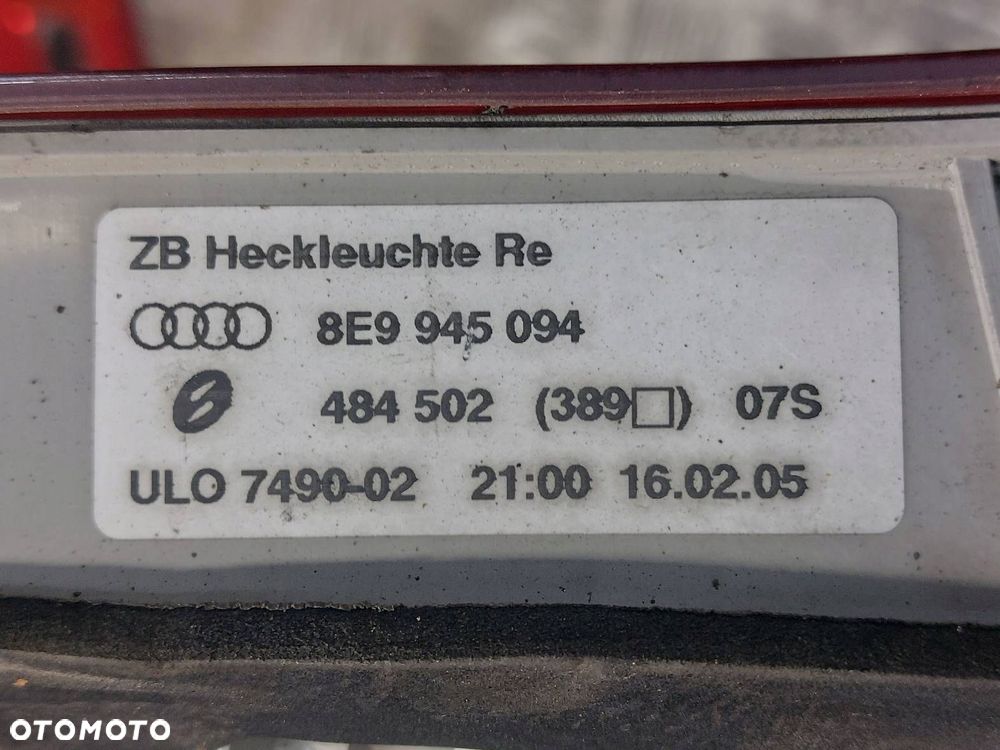 ZB Heckleuchte Re
8E9 945 094
484 502 (389□) 07S
ULO 7490-02 21:00 16.02.05
OTOMOTO